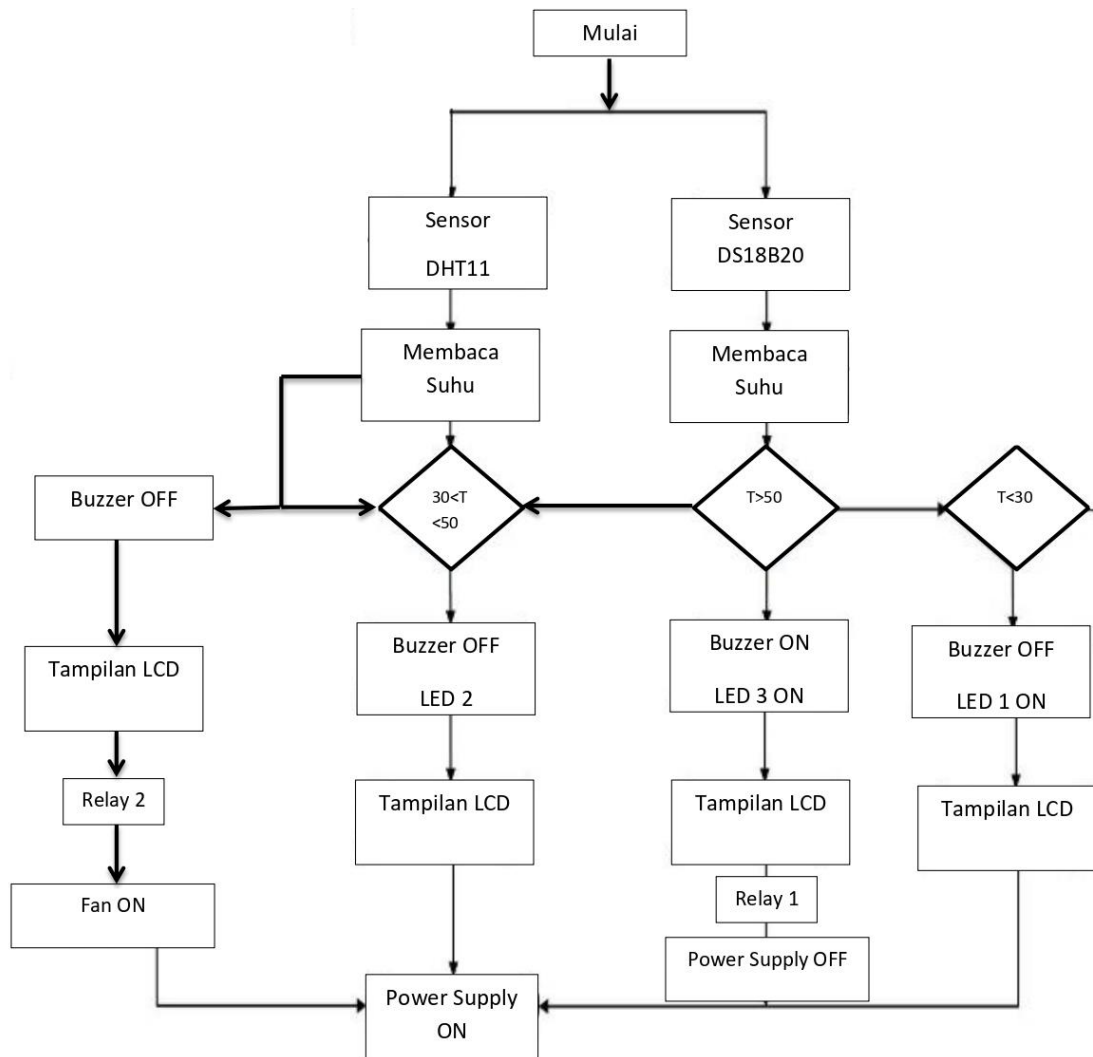 Mulai
Sensor
DHT11
Sensor
DS18B20
Membaca
Suhu
Membaca
Suhu
Buzzer OFF
30<T
<50
T>50
T<30
Buzzer OFF
LED 2
Buzzer ON
LED 3 ON
Buzzer OFF
LED 1 ON
Tampilan LCD
Tampilan LCD
Tampilan LCD
Tampilan LCD
Relay 2
Relay 1
Fan ON
Power Supply OFF
Power Supply
ON